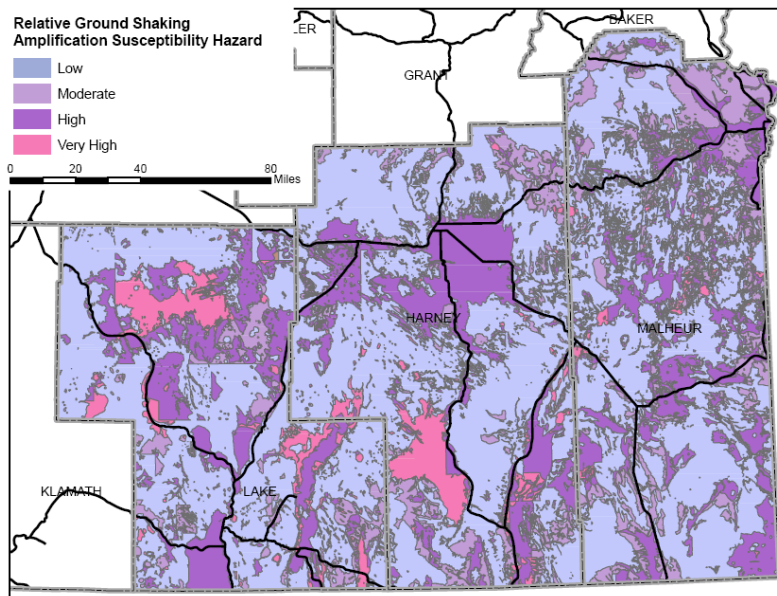 Relative Ground Shaking
Amplification Susceptibility Hazard
Low
Moderate
High
Very High
0 20 40 80
Miles
LER
BAKER
GRANT
HARNEY
MALHEUR
KLAMATH
LAKE